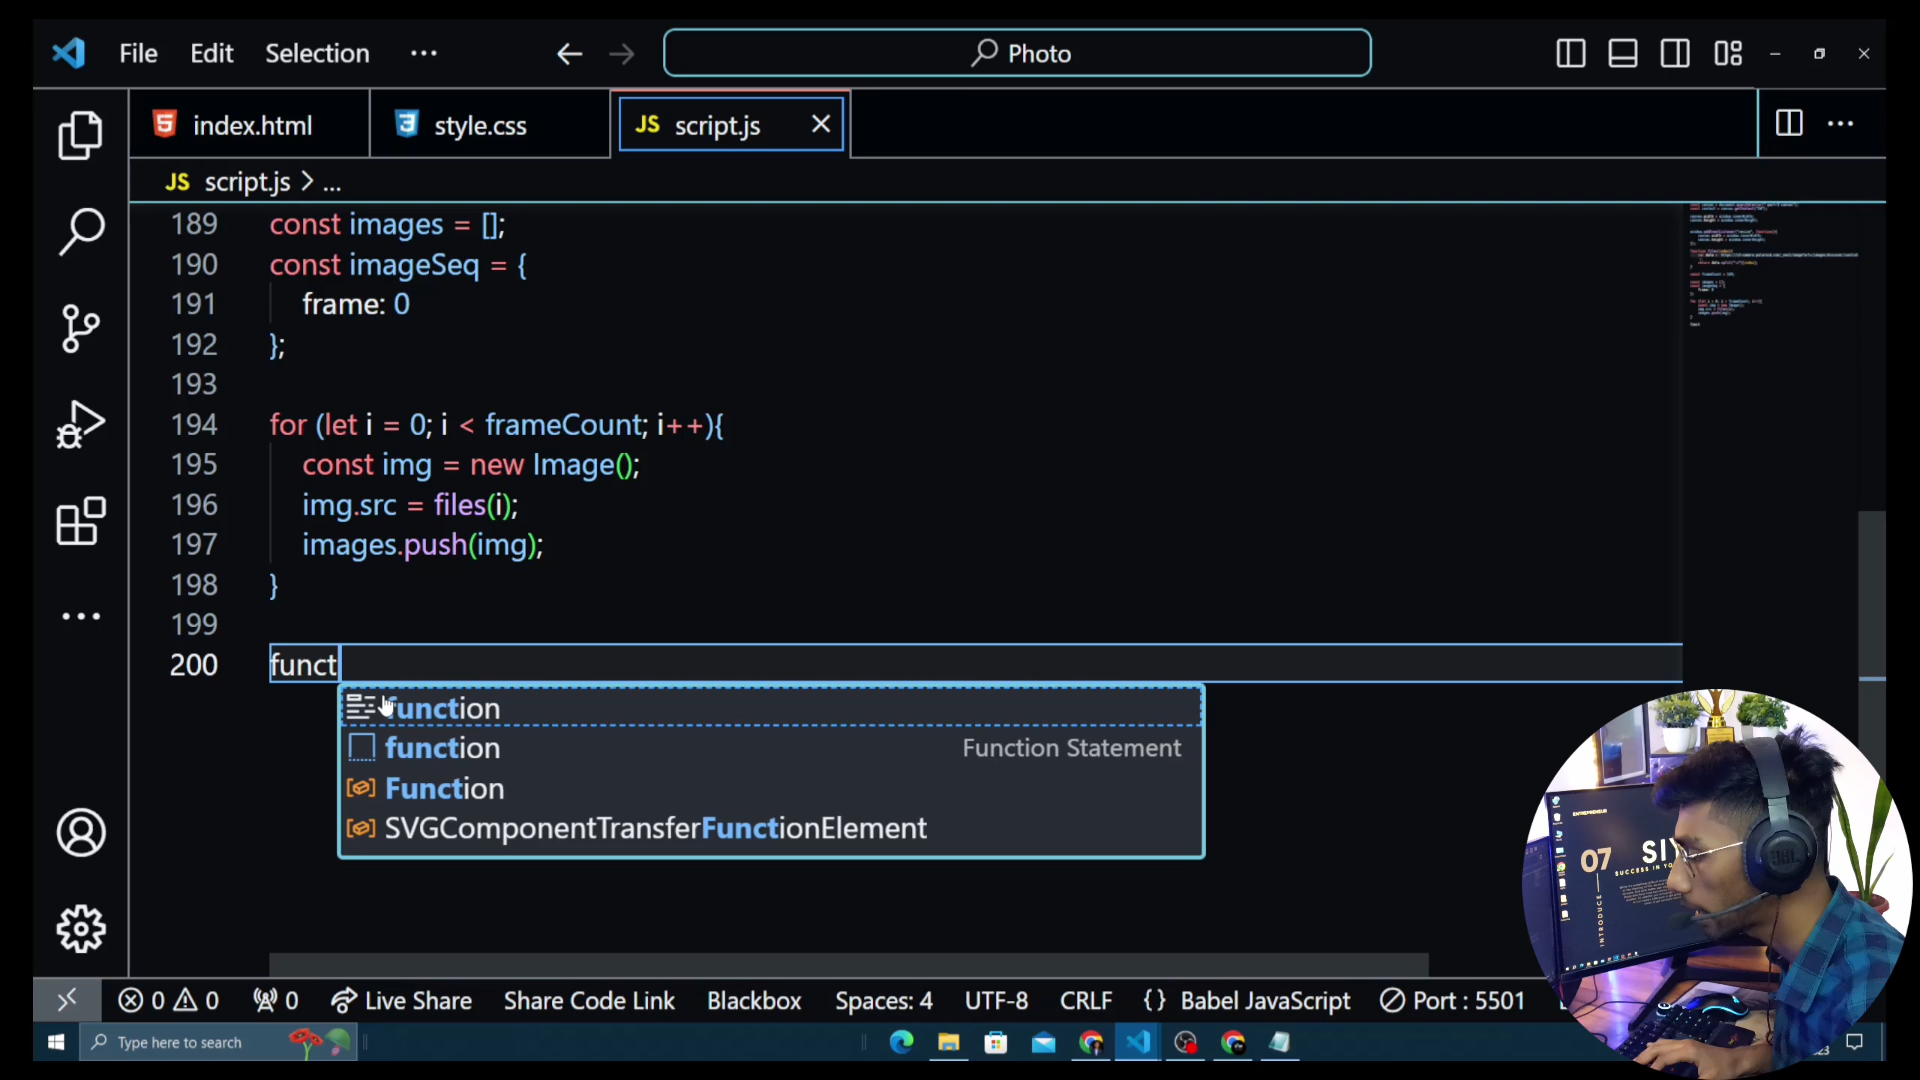 File Edit Selection ··· Photo
index.html style.css JS script.js
JS script.js > ...
189 const images = [];
190 const imageSeq = {
191 frame: 0
192 };
193
194 for (let i = 0; i < frameCount; i++){
195 const img = new Image();
196 img.src = files(i);
197 images.push(img);
198 }
199
200 funct
function
function Function Statement
Function
SVGComponentTransferFunctionElement
0 0 0 Live Share Share Code Link Blackbox Spaces: 4 UTF-8 CRLF {} Babel JavaScript Port : 5501
Type here to search
ENTREPRENEUR
07
INTRODUCE